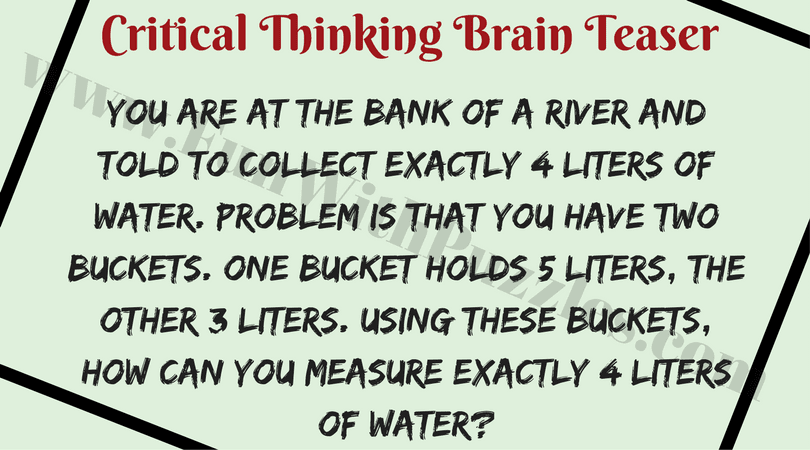 Critical Thinking Brain Teaser
YOU ARE AT THE BANK OF A RIVER AND
TOLD TO COLLECT EXACTLY 4 LITERS OF
WATER. PROBLEM IS THAT YOU HAVE TWO
BUCKETS. ONE BUCKET HOLDS 5 LITERS, THE
OTHER 3 LITERS. USING THESE BUCKETS,
HOW CAN YOU MEASURE EXACTLY 4 LITERS
OF WATER?
www.FunWithPuzzles.com